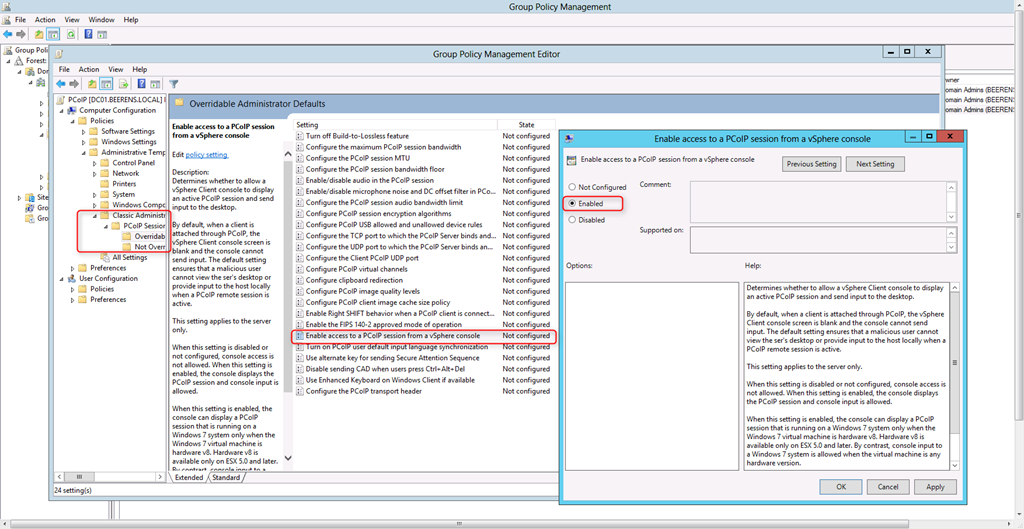 Group Policy Management
File Action View Window Help
Group Poli
Forest:
Don
Site
Gro
Gro
wner
omain Admins (BEER
omain Admins (BEEREN
omain Admins (BEEREN
Group Policy Management Editor
File Action View Help
PCoIP [DC01.BEERENS.LOCAL]
Computer Configuration
Policies
Software Settings
Windows Settings
Administrative Temp
Control Panel
Network
Printers
System
Windows Compo
Classic Administr
PCoIP Session
Overridab
Not Overr
All Settings
Preferences
User Configuration
Policies
Preferences
Overridable Administrator Defaults
Enable access to a PCoIP session
from a vSphere console
Edit policy setting.
Description:
Determines whether to allow a
vSphere Client console to display
an active PCoIP session and send
input to the desktop.
By default, when a client is
attached through PCoIP, the
vSphere Client console screen is
blank and the console cannot
send input. The default setting
ensures that a malicious user
cannot view the ser's desktop or
provide input to the host locally
when a PCoIP remote session is
active.
This setting applies to the server
only.
When this setting is disabled or
not configured, console access is
not allowed. When this setting is
enabled, the console displays the
PCoIP session and console input is
allowed.
When this setting is enabled, the
console can display a PCoIP
session that is running on a
Windows 7 system only when the
Windows 7 virtual machine is
hardware v8. Hardware v8 is
available only on ESX 5.0 and later.
By contrast, console input to a
Setting State
Turn off Build-to-Lossless feature Not configured
Configure the maximum PCoIP session bandwidth Not configured
Configure the PCoIP session MTU Not configured
Configure the PCoIP session bandwidth floor Not configured
Enable/disable audio in the PCoIP session Not configured
Enable/disable microphone noise and DC offset filter in PCo... Not configured
Configure the PCoIP session audio bandwidth limit Not configured
Configure PCoIP session encryption algorithms Not configured
Configure PCoIP USB allowed and unallowed device rules Not configured
Configure the TCP port to which the PCoIP Server binds and... Not configured
Configure the UDP port to which the PCoIP Server binds an... Not configured
Configure the Client PCoIP UDP port Not configured
Configure PCoIP virtual channels Not configured
Configure clipboard redirection Not configured
Configure PCoIP image quality levels Not configured
Configure PCoIP client image cache size policy Not configured
Enable Right SHIFT behavior when a PCoIP client is connect... Not configured
Enable the FIPS 140-2 approved mode of operation Not configured
Enable access to a PCoIP session from a vSphere console Not configured
Turn on PCoIP user default input language synchronization Not configured
Use alternate key for sending Secure Attention Sequence Not configured
Disable sending CAD when users press Ctrl+Alt+Del Not configured
Use Enhanced Keyboard on Windows Client if available Not configured
Configure the PCoIP transport header Not configured
Extended Standard
24 setting(s)
Enable access to a PCoIP session from a vSphere console
Enable access to a PCoIP session from a vSphere console
Previous Setting Next Setting
Not Configured Comment:
Enabled
Disabled
Supported on:
Options: Help:
Determines whether to allow a vSphere Client console to display
an active PCoIP session and send input to the desktop.
By default, when a client is attached through PCoIP, the vSphere
Client console screen is blank and the console cannot send
input. The default setting ensures that a malicious user cannot
view the ser's desktop or provide input to the host locally when a
PCoIP remote session is active.
This setting applies to the server only.
When this setting is disabled or not configured, console access is
not allowed. When this setting is enabled, the console displays
the PCoIP session and console input is allowed.
When this setting is enabled, the console can display a PCoIP
session that is running on a Windows 7 system only when the
Windows 7 virtual machine is hardware v8. Hardware v8 is
available only on ESX 5.0 and later. By contrast, console input to
a Windows 7 system is allowed when the virtual machine is any
hardware version.
OK Cancel Apply